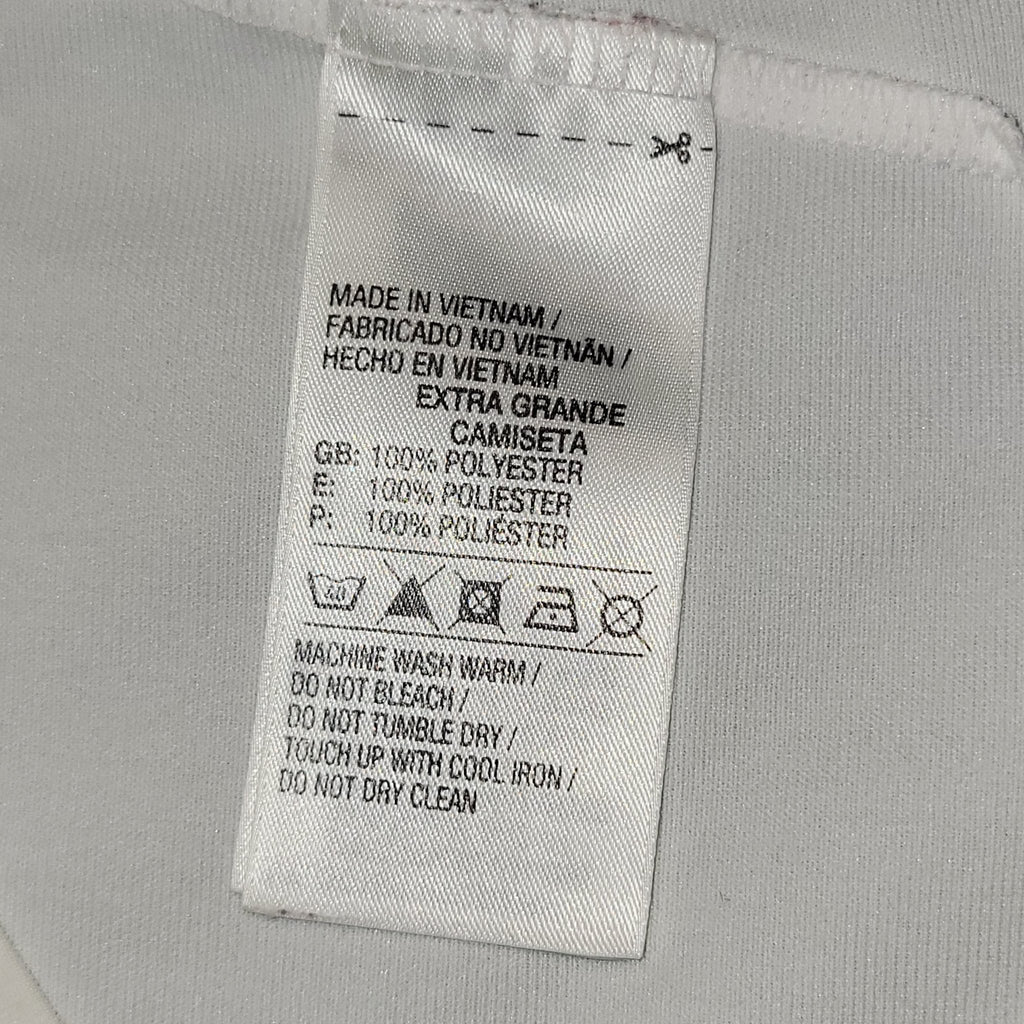 MADE IN VIETNAM /
FABRICADO NO VIETNÃN /
HECHO EN VIETNAM
EXTRA GRANDE
CAMISETA
GB: 100% POLYESTER
E: 100% POLIESTER
P: 100% POLIÉSTER
40
MACHINE WASH WARM /
DO NOT BLEACH /
DO NOT TUMBLE DRY /
TOUCH UP WITH COOL IRON /
DO NOT DRY CLEAN